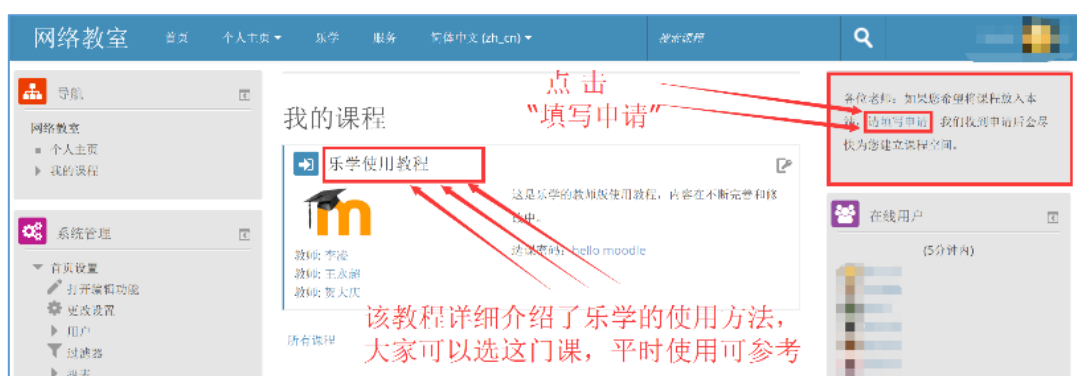 网络教室 首页 个人主页 乐学 服务 简体中文 (zh_cn) 搜索课程
导航
网络教室
个人主页
我的课程
系统管理
首页设置
打开编辑功能
更改设置
用户
过滤器
报表
我的课程
点 击
“填写申请”
乐学使用教程
这是乐学的教师版使用教程，内容在不断完善和修
改中。
选课密码：hello moodle
教师: 李凌
教师: 王永超
教师: 贺大庆
该教程详细介绍了乐学的使用方法，
大家可以选这门课，平时使用可参考
所有课程
各位老师：如果您希望将课程放入本
请填写申请 我们收到申请后会尽
快为您建立课程空间。
在线用户
(5分钟内)